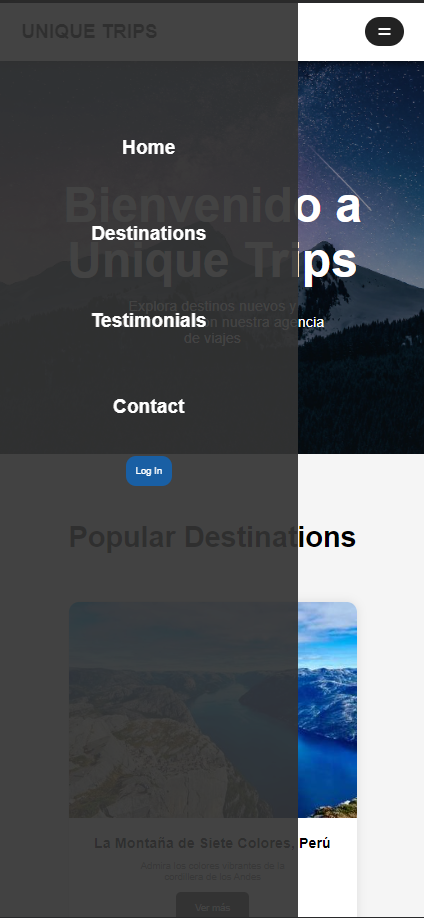 UNIQUE TRIPS
Home
Bienvenido a
Destinations
Unique Trips
Explora destinos nuevos y
Testimonials
n nuestra agencia
de viajes
Contact
Log In
Popular Destinations
La Montaña de Siete Colores, Perú
Admira los colores vibrantes de la
cordillera de los Andes.
Ver más